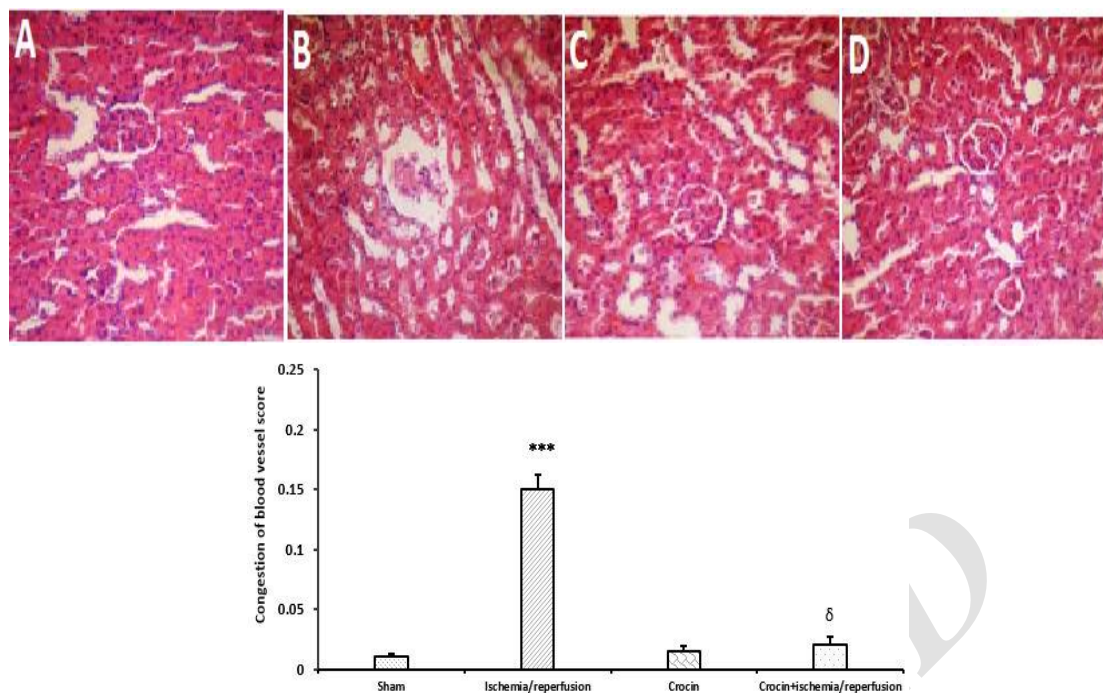 A B C D
0.25
0.2
***
0.15
0.1
0.05
δ
0
Congestion of blood vessel score
Sham Ischemia/reperfusion Crocin Crocin+ischemia/reperfusion
D